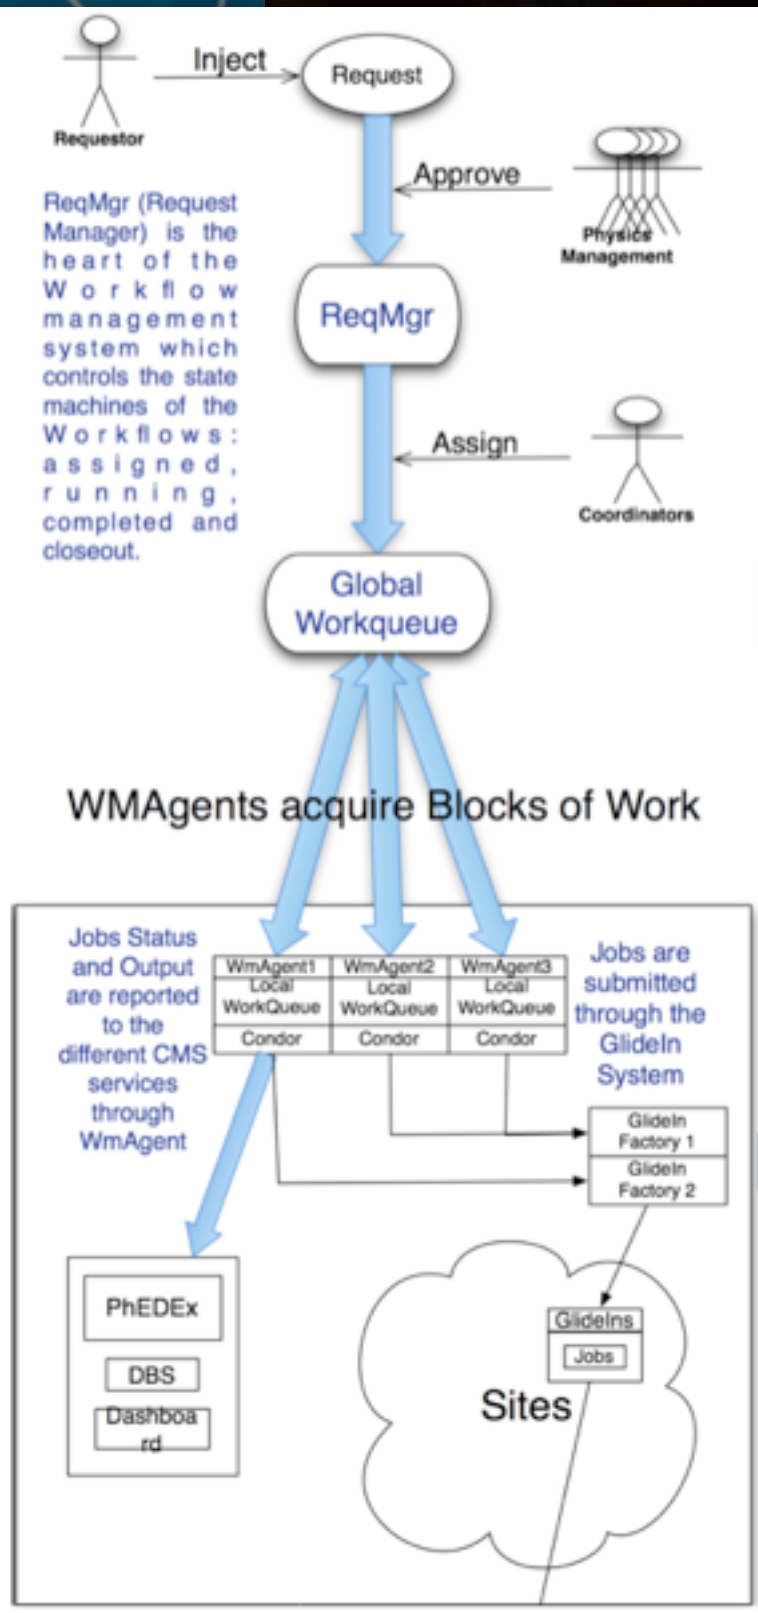 Inject
Request
Requestor
Approve
Physics
Management
ReqMgr (Request
Manager) is the
heart of the
Workflow
management
system which
controls the state
machines of the
Workflows:
assigned,
running,
completed and
closeout.
ReqMgr
Assign
Coordinators
Global
Workqueue
WMAgents acquire Blocks of Work
Jobs Status
and Output
are reported
to the
different CMS
services
through
WmAgent
WmAgent1
Local
WorkQueue
Condor
WmAgent2
Local
WorkQueue
Condor
WmAgent3
Local
WorkQueue
Condor
Jobs are
submitted
through the
GlideIn
System
GlideIn
Factory 1
GlideIn
Factory 2
PhEDEx
DBS
Dashboa
rd
GlideIns
Jobs
Sites